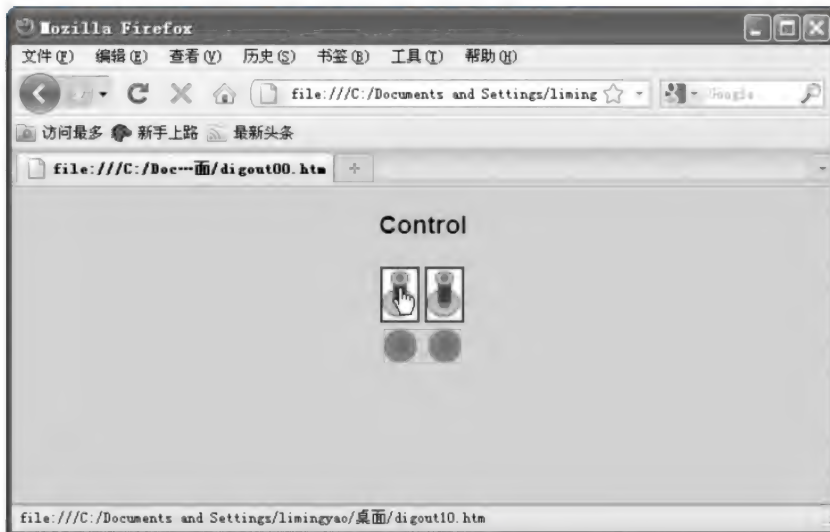 Mozilla Firefox
文件(F) 编辑(E) 查看(V) 历史(S) 书签(B) 工具(T) 帮助(H)
file:///C:/Documents and Settings/liming Google
访问最多 新手上路 最新头条
file:///C:/Doc…面/digout00.htm
Control
file:///C:/Documents and Settings/limingyao/桌面/digout10.htm